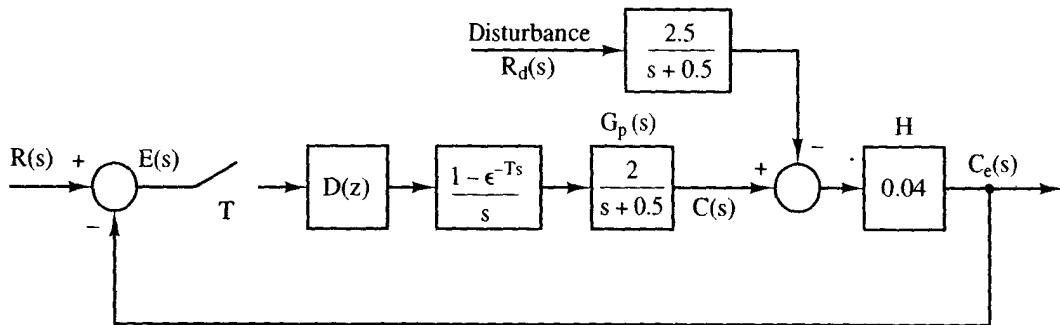 Disturbance
R_d(s)
2.5
s + 0.5
G_p(s)
H
R(s)
+
E(s)
T
D(z)
1 − ϵ^{−Ts}
s
2
s + 0.5
C(s)
+
−
0.04
C_e(s)
−